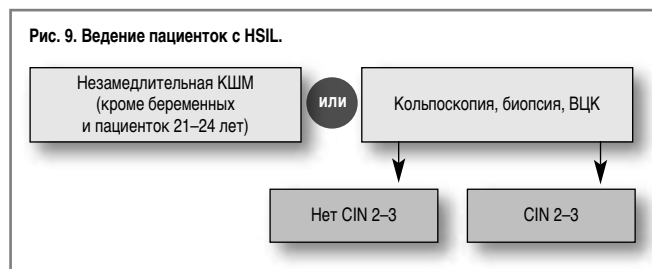 Рис. 9. Ведение пациенток с HSIL.
Незамедлительная КШМ
(кроме беременных
и пациенток 21–24 лет)
или
Кольпоскопия, биопсия, ВЦК
Нет CIN 2–3
CIN 2–3